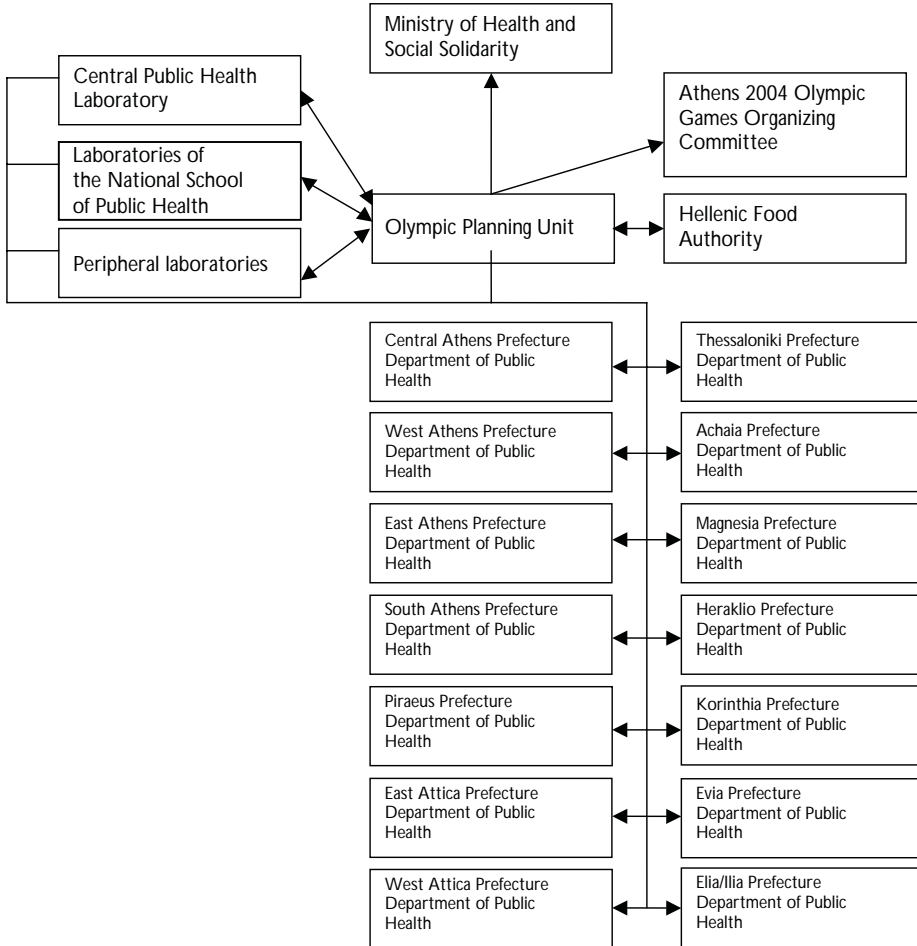 Ministry of Health and
Social Solidarity
Central Public Health
Laboratory
Athens 2004 Olympic
Games Organizing
Committee
Laboratories of
the National School
of Public Health
Olympic Planning Unit
Hellenic Food
Authority
Peripheral laboratories
Central Athens Prefecture
Department of Public
Health
Thessaloniki Prefecture
Department of Public
Health
West Athens Prefecture
Department of Public
Health
Achaia Prefecture
Department of Public
Health
East Athens Prefecture
Department of Public
Health
Magnesia Prefecture
Department of Public
Health
South Athens Prefecture
Department of Public
Health
Heraklio Prefecture
Department of Public
Health
Piraeus Prefecture
Department of Public
Health
Korinthia Prefecture
Department of Public
Health
East Attica Prefecture
Department of Public
Health
Evia Prefecture
Department of Public
Health
West Attica Prefecture
Department of Public
Health
Elia/Ilia Prefecture
Department of Public
Health